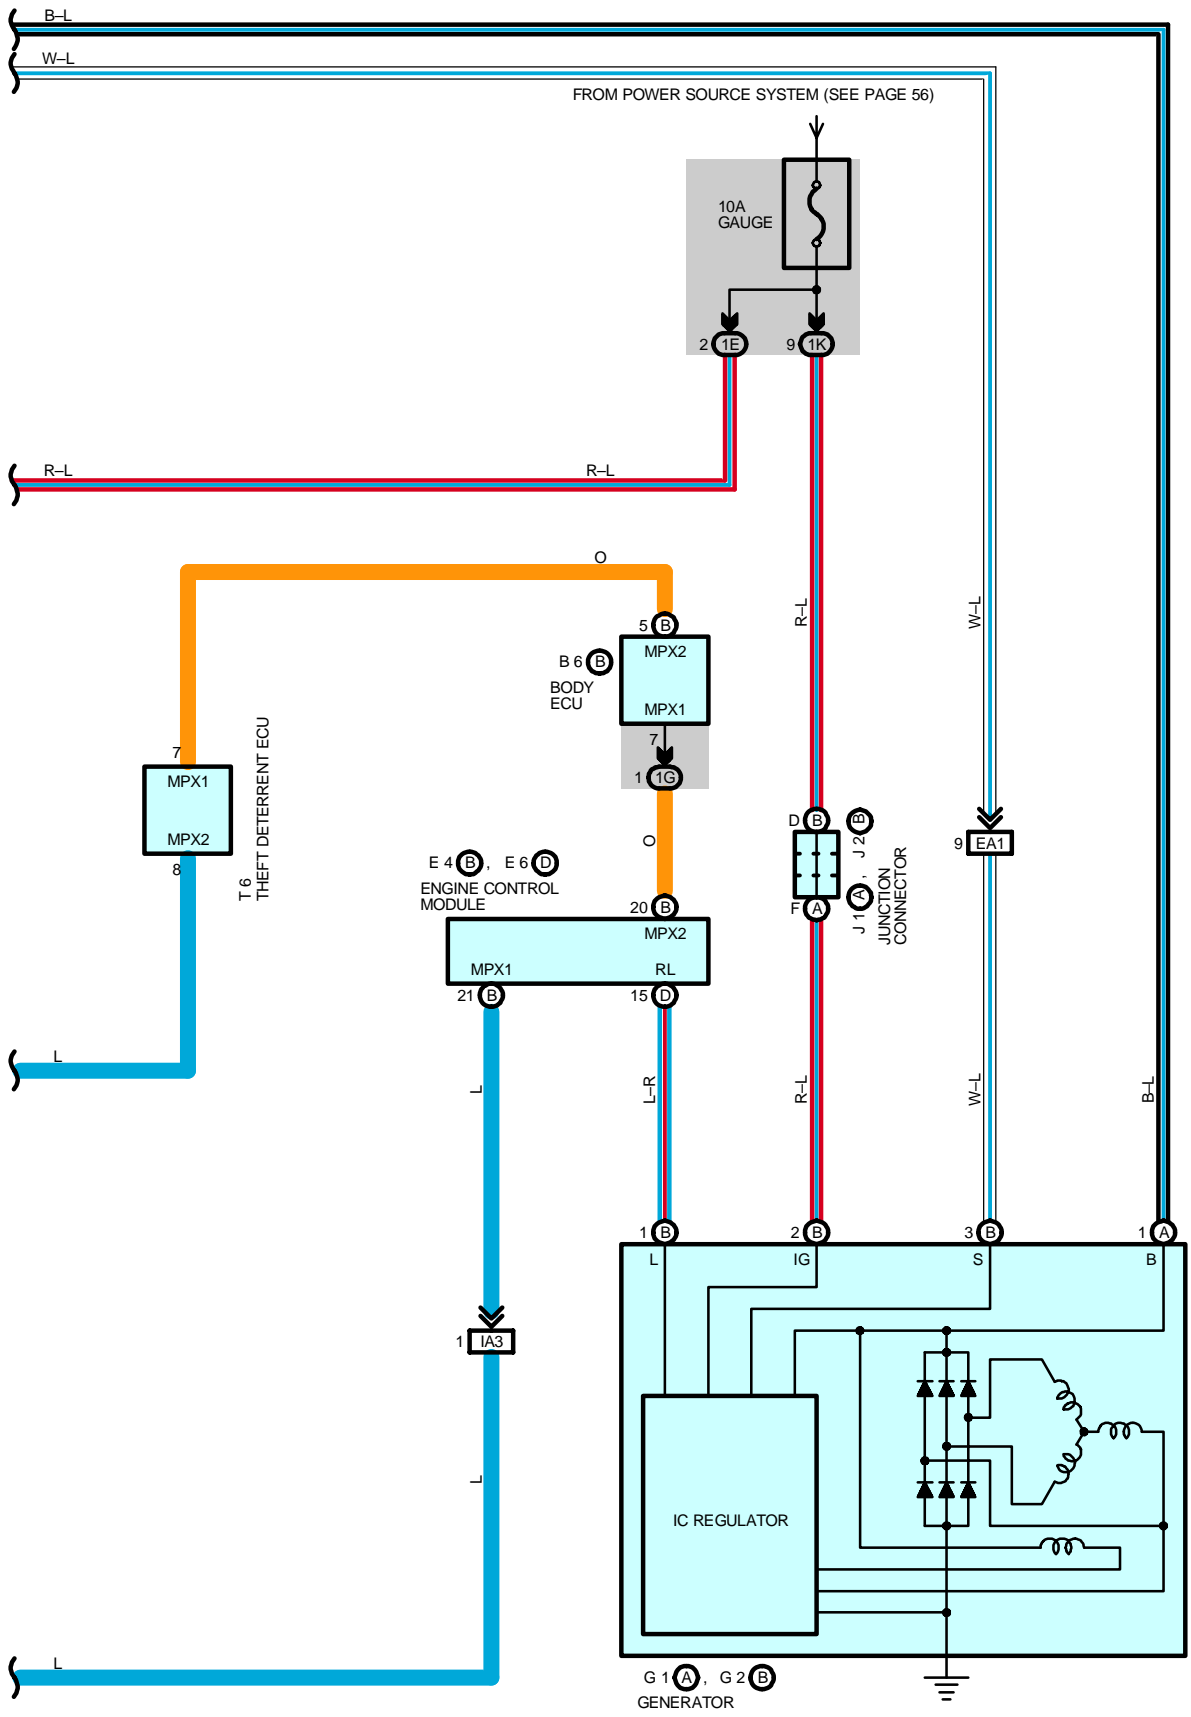 B–L
W–L
FROM POWER SOURCE SYSTEM (SEE PAGE 56)
10A
GAUGE
2 1E
9 1K
R–L
R–L
O
5 B
MPX2
B 6 B
BODY
ECU
MPX1
7
1 1G
R–L
W–L
7
MPX1
MPX2
8
T 6
THEFT DETERRENT ECU
O
D B
J 1 A , J 2 B
JUNCTION
CONNECTOR
F A
9 EA1
E 4 B , E 6 D
ENGINE CONTROL
MODULE
20 B
MPX2
MPX1
RL
21 B
15 D
L
L
L–R
R–L
W–L
B–L
1 B
2 B
3 B
1 A
L
IG
S
B
1 IA3
L
IC REGULATOR
L
G 1 A , G 2 B
GENERATOR